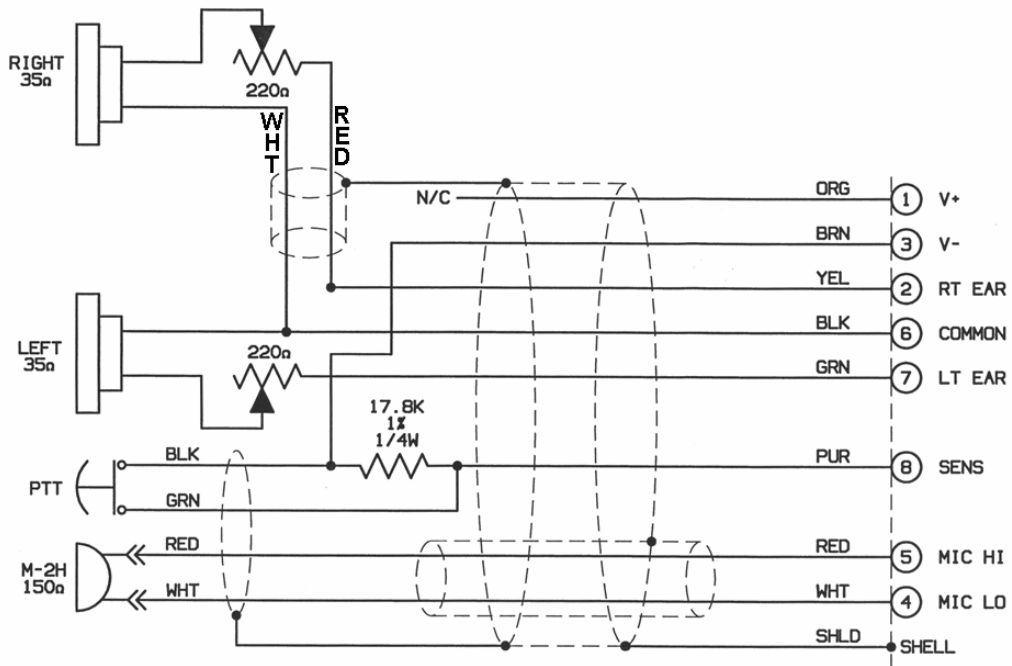 RIGHT
35Ω
220Ω
WHT
RED
N/C
ORG
1
V+
BRN
3
V-
YEL
2
RT EAR
BLK
6
COMMON
LEFT
35Ω
220Ω
GRN
7
LT EAR
17.8K
1%
1/4W
BLK
PUR
8
SENS
PTT
GRN
RED
RED
5
MIC HI
M-2H
150Ω
WHT
WHT
4
MIC LO
SHLD
SHELL